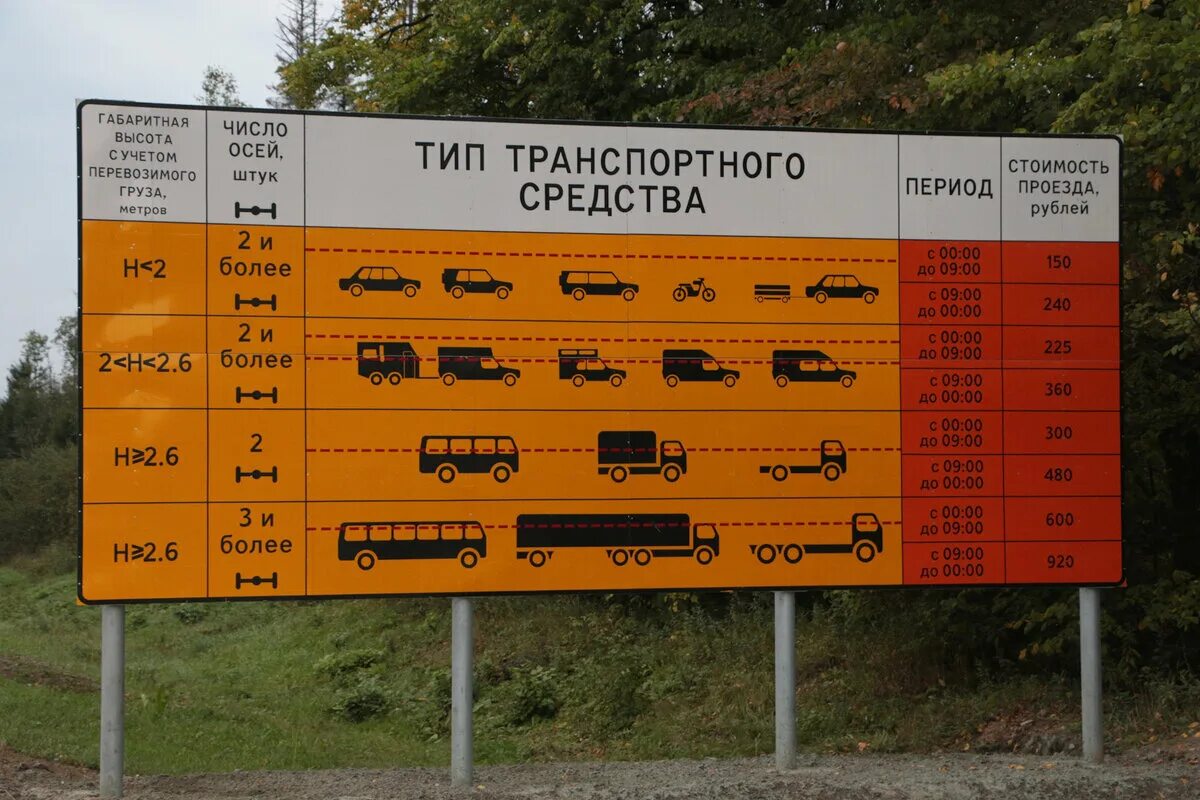 ГАБАРИТНАЯ
ВЫСОТА
С УЧЕТОМ
ПЕРЕВОЗИМОГО
ГРУЗА,
метров
ЧИСЛО
ОСЕЙ,
штук
ТИП ТРАНСПОРТНОГО
СРЕДСТВА
ПЕРИОД
СТОИМОСТЬ
ПРОЕЗДА,
рублей
H<2
2 и
более
с 00:00
до 09:00
150
с 09:00
до 00:00
240
2<H<2.6
2 и
более
с 00:00
до 09:00
225
с 09:00
до 00:00
360
H≥2.6
2
с 00:00
до 09:00
300
с 09:00
до 00:00
480
H≥2.6
3 и
более
с 00:00
до 09:00
600
с 09:00
до 00:00
920